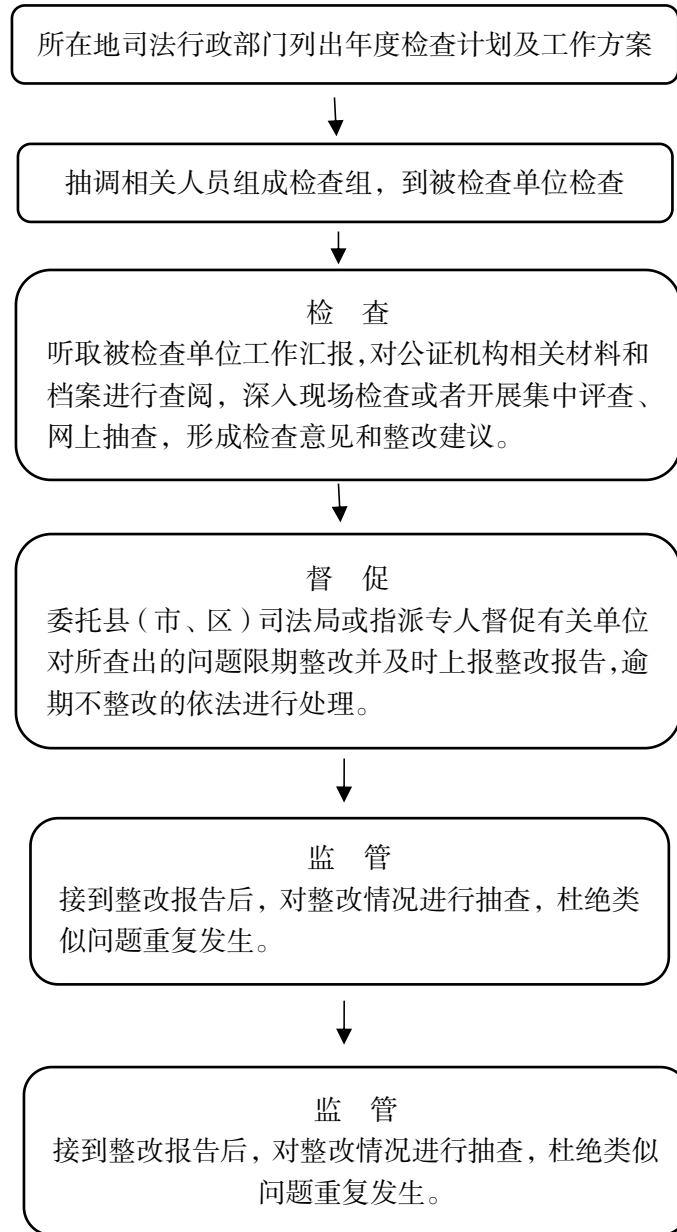 所在地司法行政部门列出年度检查计划及工作方案
抽调相关人员组成检查组，到被检查单位检查
检　查
听取被检查单位工作汇报，对公证机构相关材料和
档案进行查阅，深入现场检查或者开展集中评查、
网上抽查，形成检查意见和整改建议。
督　促
委托县（市、区）司法局或指派专人督促有关单位
对所查出的问题限期整改并及时上报整改报告，逾
期不整改的依法进行处理。
监　管
接到整改报告后，对整改情况进行抽查，杜绝类
似问题重复发生。
监　管
接到整改报告后，对整改情况进行抽查，杜绝类似
问题重复发生。